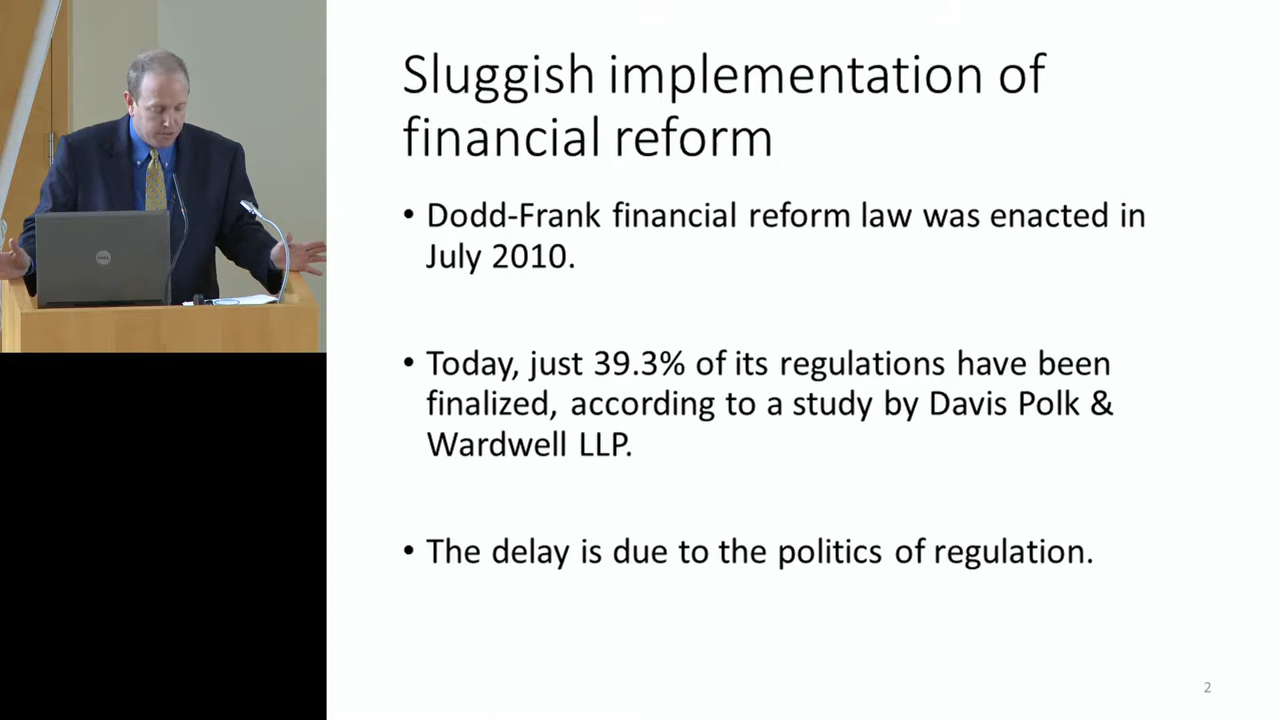 Sluggish implementation of
financial reform
• Dodd-Frank financial reform law was enacted in
July 2010.
• Today, just 39.3% of its regulations have been
finalized, according to a study by Davis Polk &
Wardwell LLP.
• The delay is due to the politics of regulation.
2
DELL